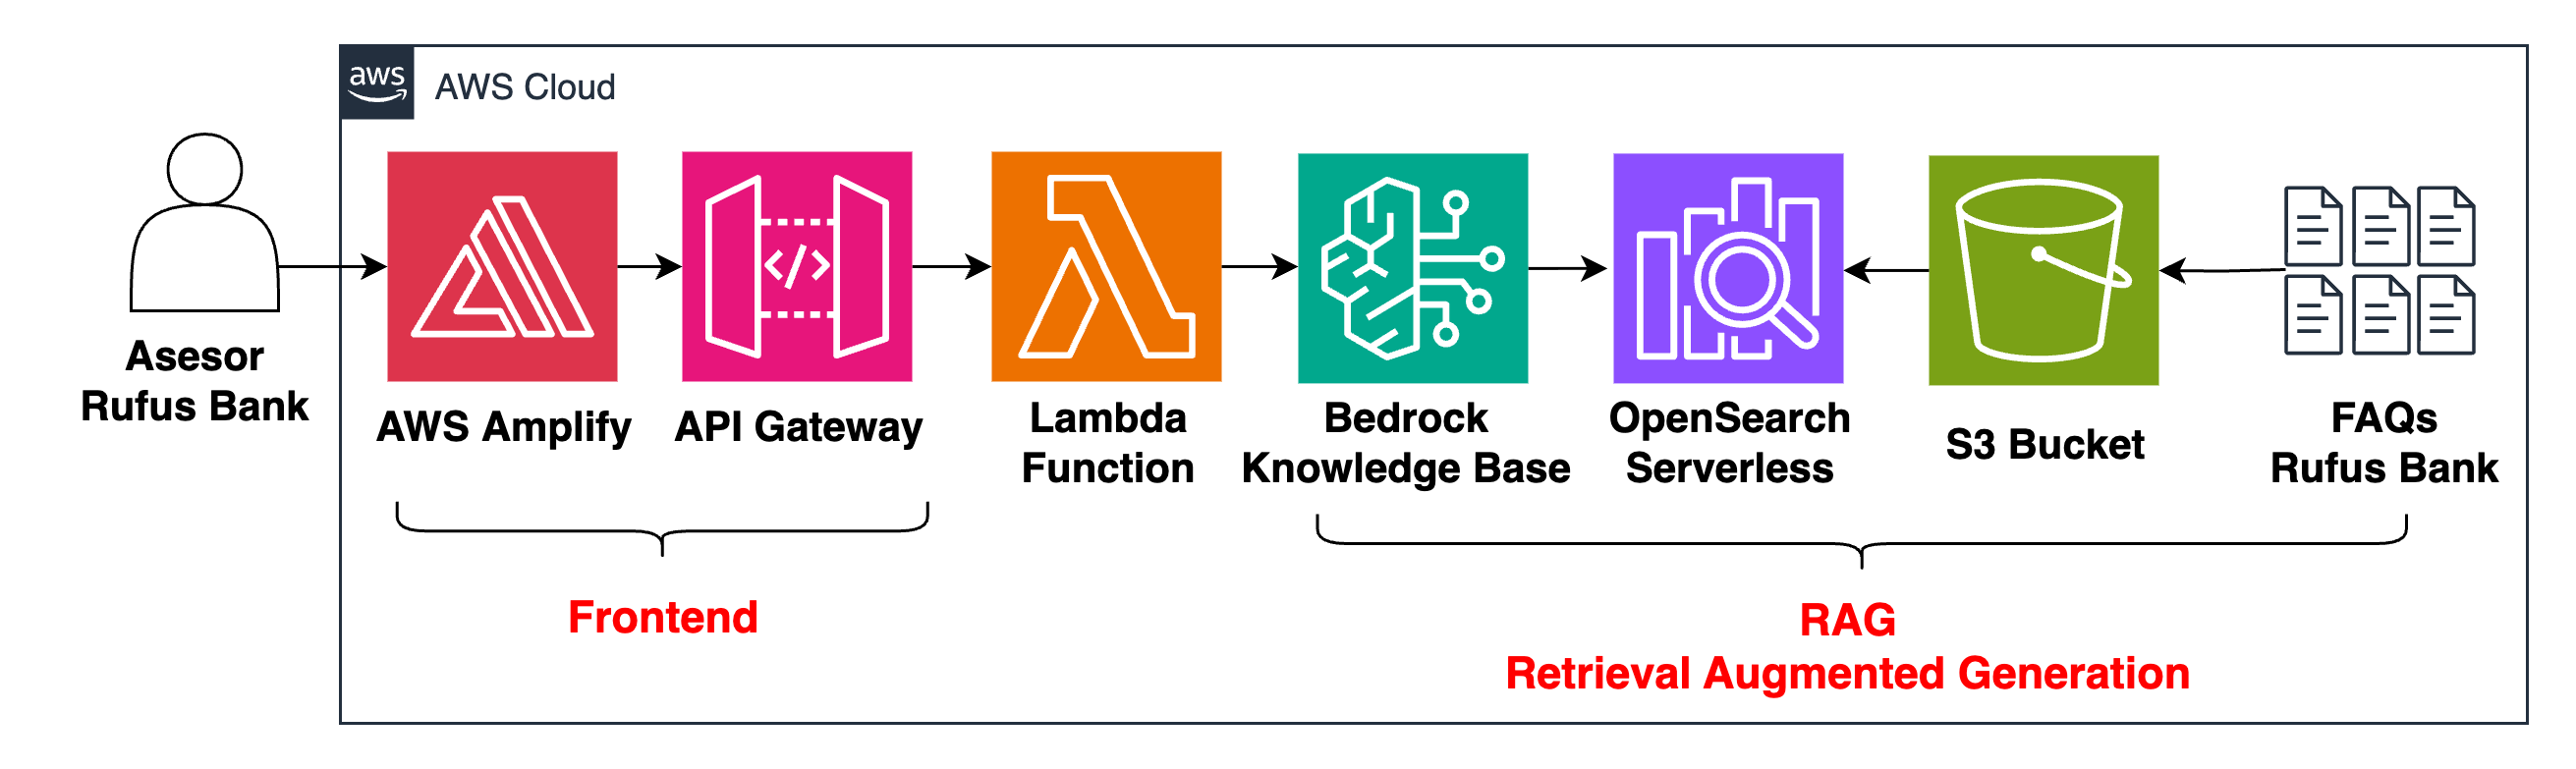 aws
AWS Cloud
Asesor
Rufus Bank
AWS Amplify
API Gateway
</>
Lambda
Function
Bedrock
Knowledge Base
OpenSearch
Serverless
S3 Bucket
FAQs
Rufus Bank
Frontend
RAG
Retrieval Augmented Generation